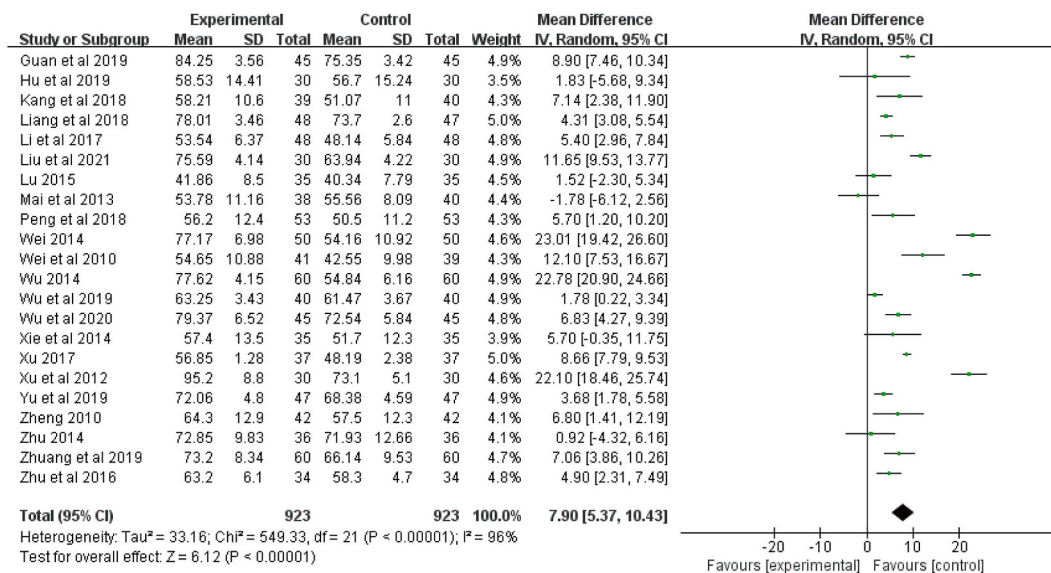 Experimental Control Mean Difference Mean Difference
Study or Subgroup Mean SD Total Mean SD Total Weight IV, Random, 95% CI IV, Random, 95% CI
Guan et al 2019 84.25 3.56 45 75.35 3.42 45 4.9% 8.90 [7.46, 10.34]
Hu et al 2019 58.53 14.41 30 56.7 15.24 30 3.5% 1.83 [-5.68, 9.34]
Kang et al 2018 58.21 10.6 39 51.07 11 40 4.3% 7.14 [2.38, 11.90]
Liang et al 2018 78.01 3.46 48 73.7 2.6 47 5.0% 4.31 [3.08, 5.54]
Li et al 2017 53.54 6.37 48 48.14 5.84 48 4.8% 5.40 [2.96, 7.84]
Liu et al 2021 75.59 4.14 30 63.94 4.22 30 4.9% 11.65 [9.53, 13.77]
Lu 2015 41.86 8.5 35 40.34 7.79 35 4.5% 1.52 [-2.30, 5.34]
Mai et al 2013 53.78 11.16 38 55.56 8.09 40 4.4% -1.78 [-6.12, 2.56]
Peng et al 2018 56.2 12.4 53 50.5 11.2 53 4.4% 5.70 [1.20, 10.20]
Wei 2014 77.17 6.98 50 54.16 10.92 50 4.6% 23.01 [19.42, 26.60]
Wei et al 2010 54.65 10.88 41 42.55 9.98 39 4.3% 12.10 [7.53, 16.67]
Wu 2014 77.62 4.15 60 54.84 6.16 60 4.9% 22.78 [20.90, 24.66]
Wu et al 2019 63.25 3.43 40 61.47 3.67 40 4.9% 1.78 [0.22, 3.34]
Wu et al 2020 79.37 6.52 45 72.54 5.84 45 4.8% 6.83 [4.27, 9.39]
Xie et al 2014 57.4 13.5 35 51.7 12.3 35 3.9% 5.70 [-0.35, 11.75]
Xu 2017 56.85 1.28 37 48.19 2.38 37 5.0% 8.66 [7.79, 9.53]
Xu et al 2012 95.2 8.8 30 73.1 5.1 30 4.5% 22.10 [18.46, 25.74]
Yu et al 2019 72.06 4.8 47 68.38 4.59 47 4.9% 3.68 [1.78, 5.58]
Zheng 2010 64.3 12.9 42 57.5 12.3 42 4.1% 6.80 [1.41, 12.19]
Zhu 2014 72.85 9.83 36 71.93 12.66 36 4.1% 0.92 [-4.32, 6.16]
Zhuang et al 2019 73.2 8.34 60 66.14 9.53 60 4.7% 7.06 [3.86, 10.26]
Zhu et al 2016 63.2 6.1 34 58.3 4.7 34 4.8% 4.90 [2.31, 7.49]
Total (95% CI) 923 923 100.0% 7.90 [5.37, 10.43]
Heterogeneity: Tau² = 33.16; Chi² = 549.33, df = 21 (P < 0.00001); I² = 96%
Test for overall effect: Z = 6.12 (P < 0.00001)
-20 -10 0 10 20
Favours [experimental] Favours [control]